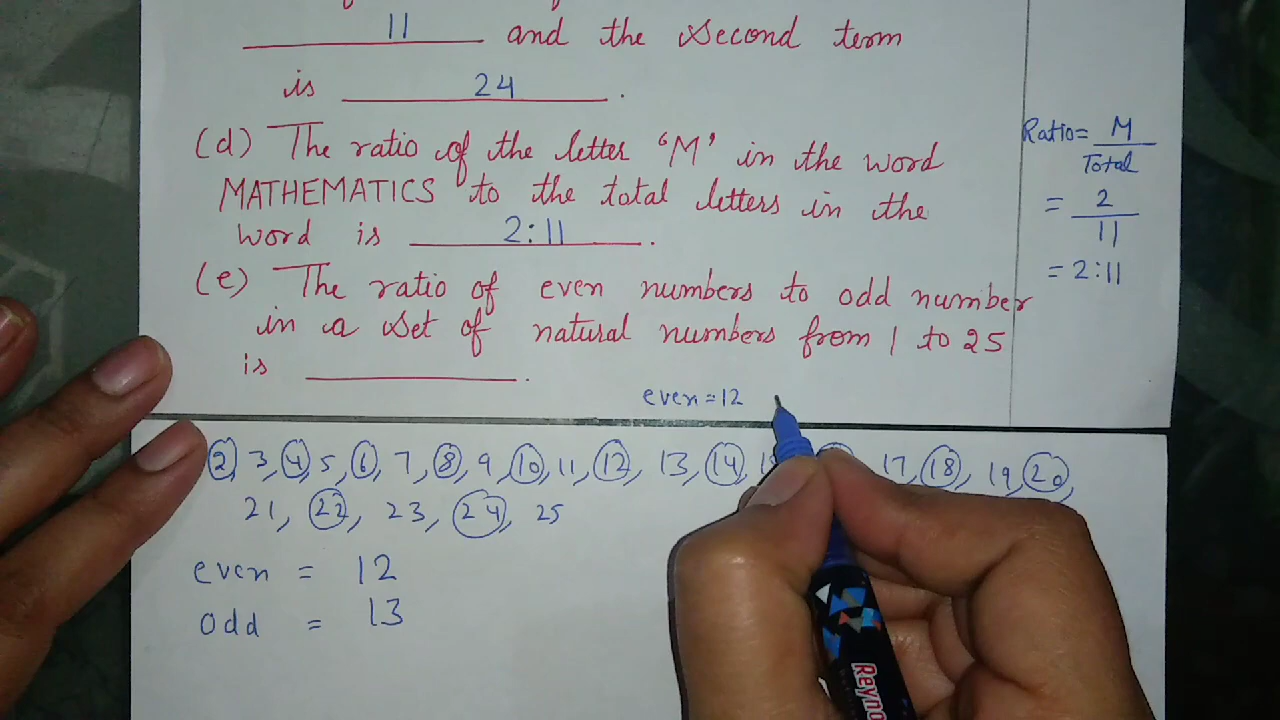 11 and the second term
is 24.
(d) The ratio of the letter 'M' in the word
MATHEMATICS to the total letters in the
word is 2:11.
(e) The ratio of even numbers to odd number
in a set of natural numbers from 1 to 25
is .
even=12
Ratio= M
Total
= 2
11
= 2:11
2, 3, 4, 5, 6, 7, 8, 9, 10, 11, 12, 13, 14, 17, 18, 19, 20,
21, 22, 23, 24, 25
even = 12
odd = 13
Reyno